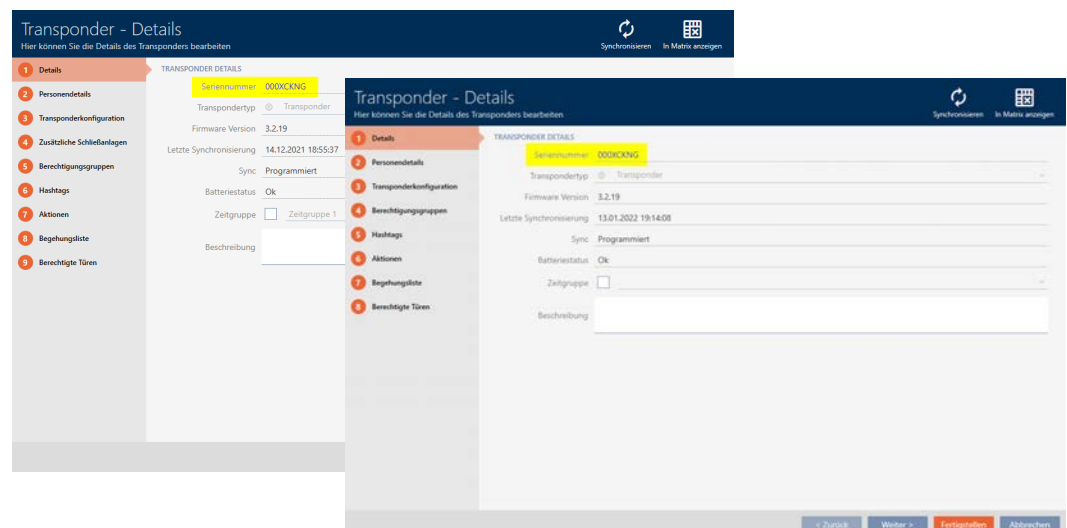 Transponder - Details
Hier können Sie die Details des Transponders bearbeiten
Synchronisieren
In Matrix anzeigen
1 Details
2 Personendetails
3 Transponderkonfiguration
4 Zusätzliche Schließanlagen
5 Berechtigungsgruppen
6 Hashtags
7 Aktionen
8 Begehungsliste
9 Berechtigte Türen
TRANSPONDER DETAILS
Seriennummer 000XCKNG
Transpondertyp Transponder
Firmware Version 3.2.19
Letzte Synchronisierung 14.12.2021 18:55:37
Sync Programmiert
Batteriestatus Ok
Zeitgruppe Zeitgruppe 1
Beschreibung
Transponder - Details
Hier können Sie die Details des Transponders bearbeiten
Synchronisieren
In Matrix anzeigen
1 Details
2 Personendetails
3 Transponderkonfiguration
4 Berechtigungsgruppen
5 Hashtags
6 Aktionen
7 Begehungsliste
8 Berechtigte Türen
TRANSPONDER DETAILS
Seriennummer 000XCKNG
Transpondertyp Transponder
Firmware Version 3.2.19
Letzte Synchronisierung 13.01.2022 19:14:08
Sync Programmiert
Batteriestatus Ok
Zeitgruppe
Beschreibung
< Zurück
Weiter >
Fertigstellen
Abbrechen